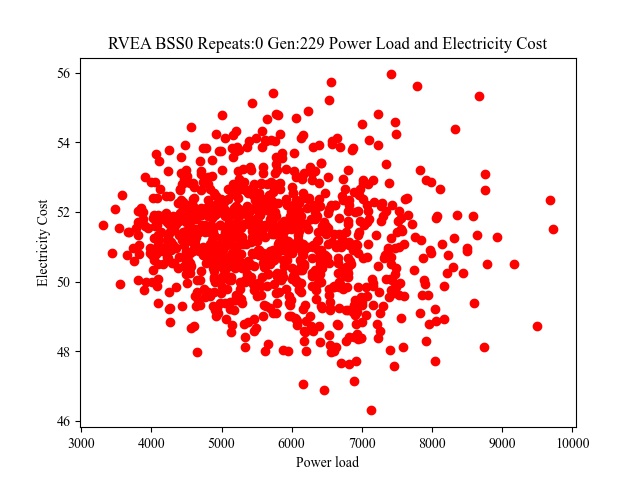 RVEA BSS0 Repeats:0 Gen:229 Power Load and Electricity Cost
56
54
52
50
48
46
Electricity Cost
3000 4000 5000 6000 7000 8000 9000 10000
Power load